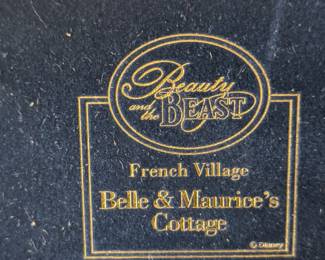 Beauty
and the BEAST
French Village
Belle & Maurice's
Cottage
© Disney